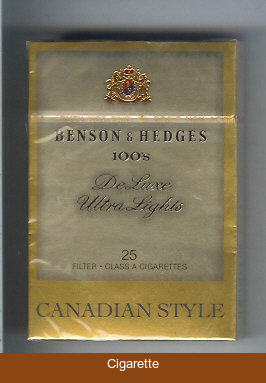 BENSON & HEDGES
100's
De Luxe
Ultra Lights
25
FILTER • CLASS A CIGARETTES
CANADIAN STYLE
Cigarette